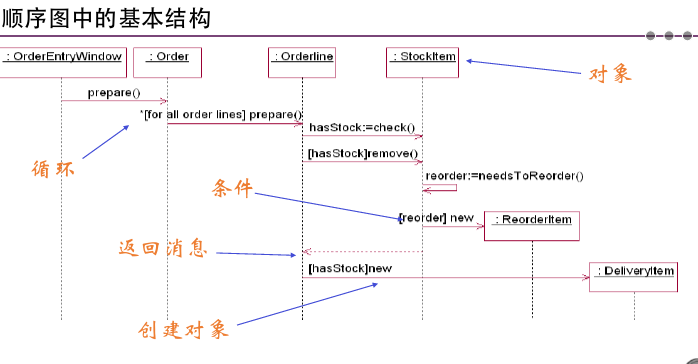 顺序图中的基本结构
: OrderEntryWindow
: Order
: Orderline
: StockItem
对象
prepare()
*[for all order lines] prepare()
hasStock:=check()
循环
[hasStock]remove()
reorder:=needsToReorder()
条件
[reorder] new
: ReorderItem
返回消息
[hasStock]new
: DeliveryItem
创建对象